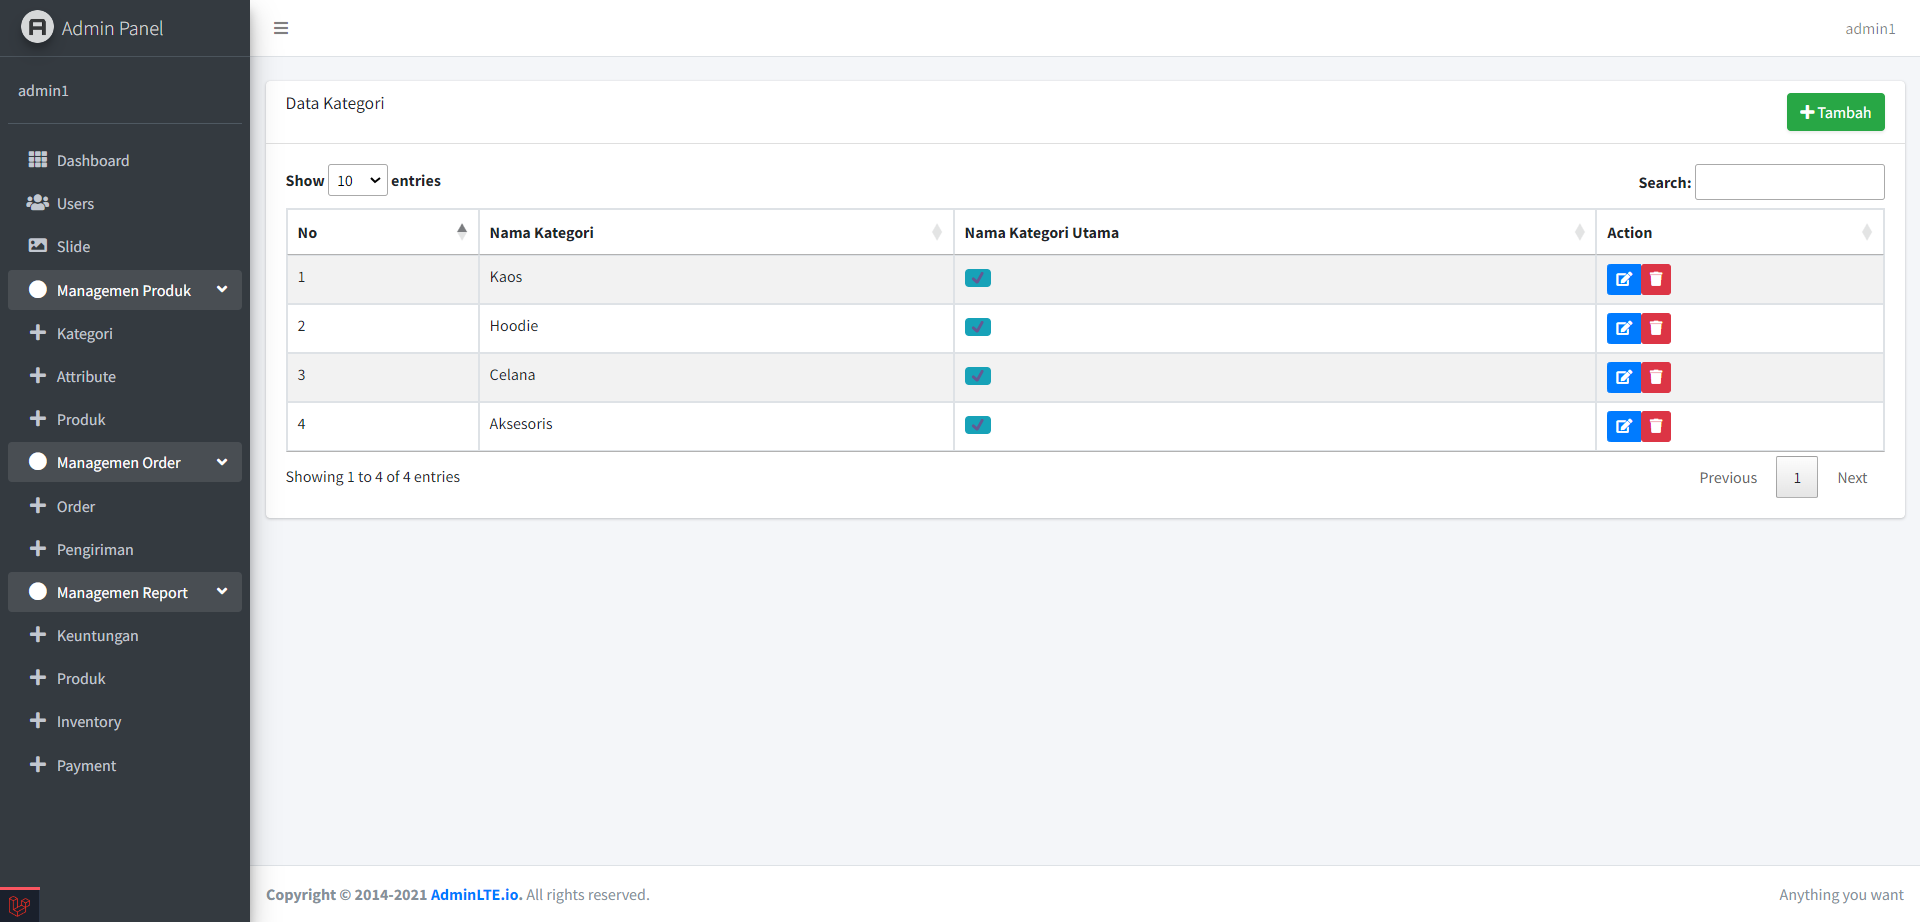 Admin Panel
admin1
admin1
Dashboard
Users
Slide
Managemen Produk
Kategori
Attribute
Produk
Managemen Order
Order
Pengiriman
Managemen Report
Keuntungan
Produk
Inventory
Payment
Data Kategori
Tambah
Show 10 entries
Search:
No Nama Kategori Nama Kategori Utama Action
1 Kaos
2 Hoodie
3 Celana
4 Aksesoris
Showing 1 to 4 of 4 entries
Previous 1 Next
Copyright © 2014-2021 AdminLTE.io. All rights reserved.
Anything you want